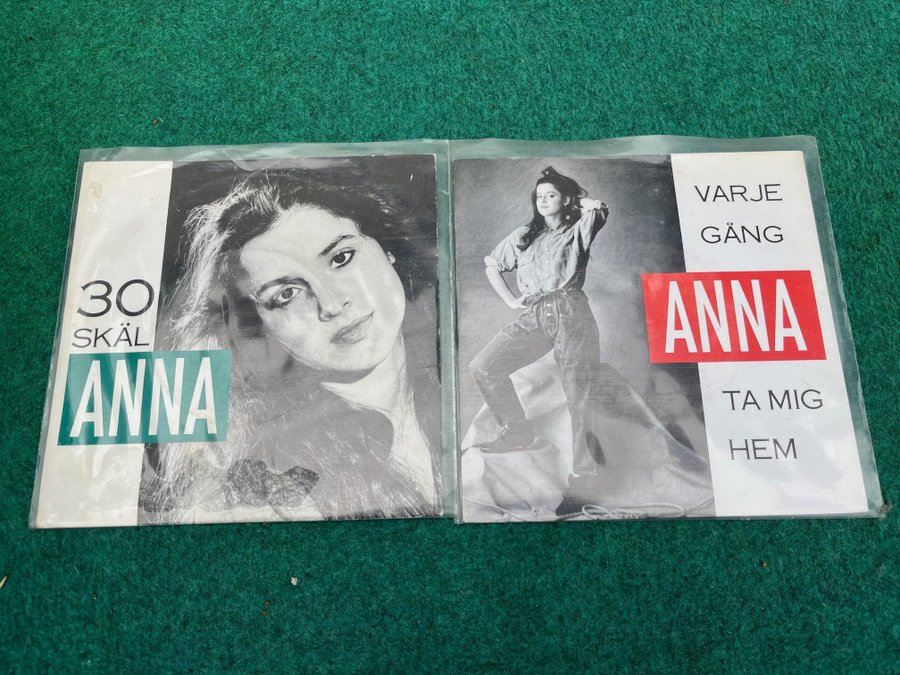 30
SKÄL
ANNA
VARJE
GÅNG
ANNA
TA MIG
HEM